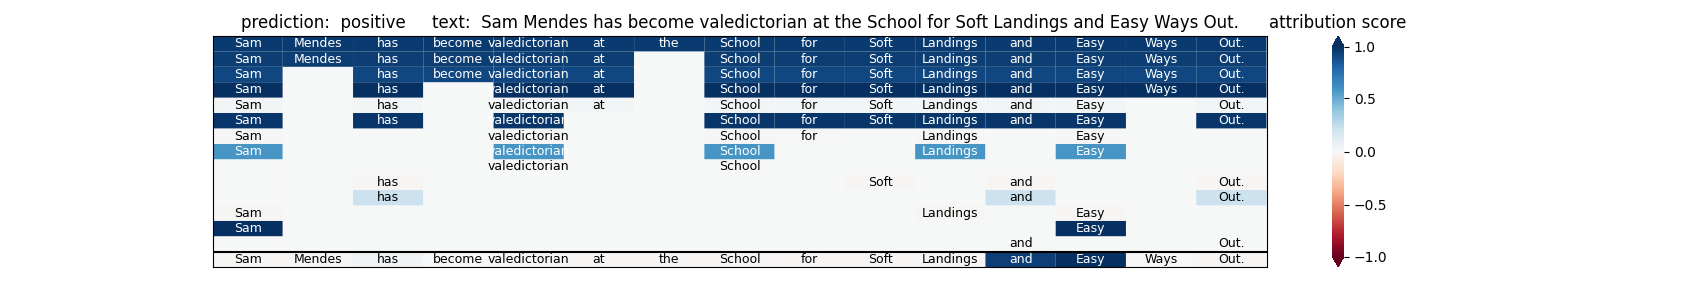 prediction:  positive     text:  Sam Mendes has become valedictorian at the School for Soft Landings and Easy Ways Out.     attribution score
Sam Mendes has become valedictorian at the School for Soft Landings and Easy Ways Out. 1.0
Sam Mendes has become valedictorian at School for Soft Landings and Easy Ways Out.
Sam has become valedictorian at School for Soft Landings and Easy Ways Out.
Sam has valedictorian at School for Soft Landings and Easy Ways Out.
Sam has valedictorian at School for Soft Landings and Easy Out. 0.5
Sam has valedictorian School for Soft Landings and Easy Out.
Sam valedictorian School for Landings Easy
Sam valedictorian School Landings Easy 0.0
valedictorian School
has Soft and Out.
has and Out.
Sam Landings Easy −0.5
Sam Easy
and Out.
Sam Mendes has become valedictorian at the School for Soft Landings and Easy Ways Out. −1.0